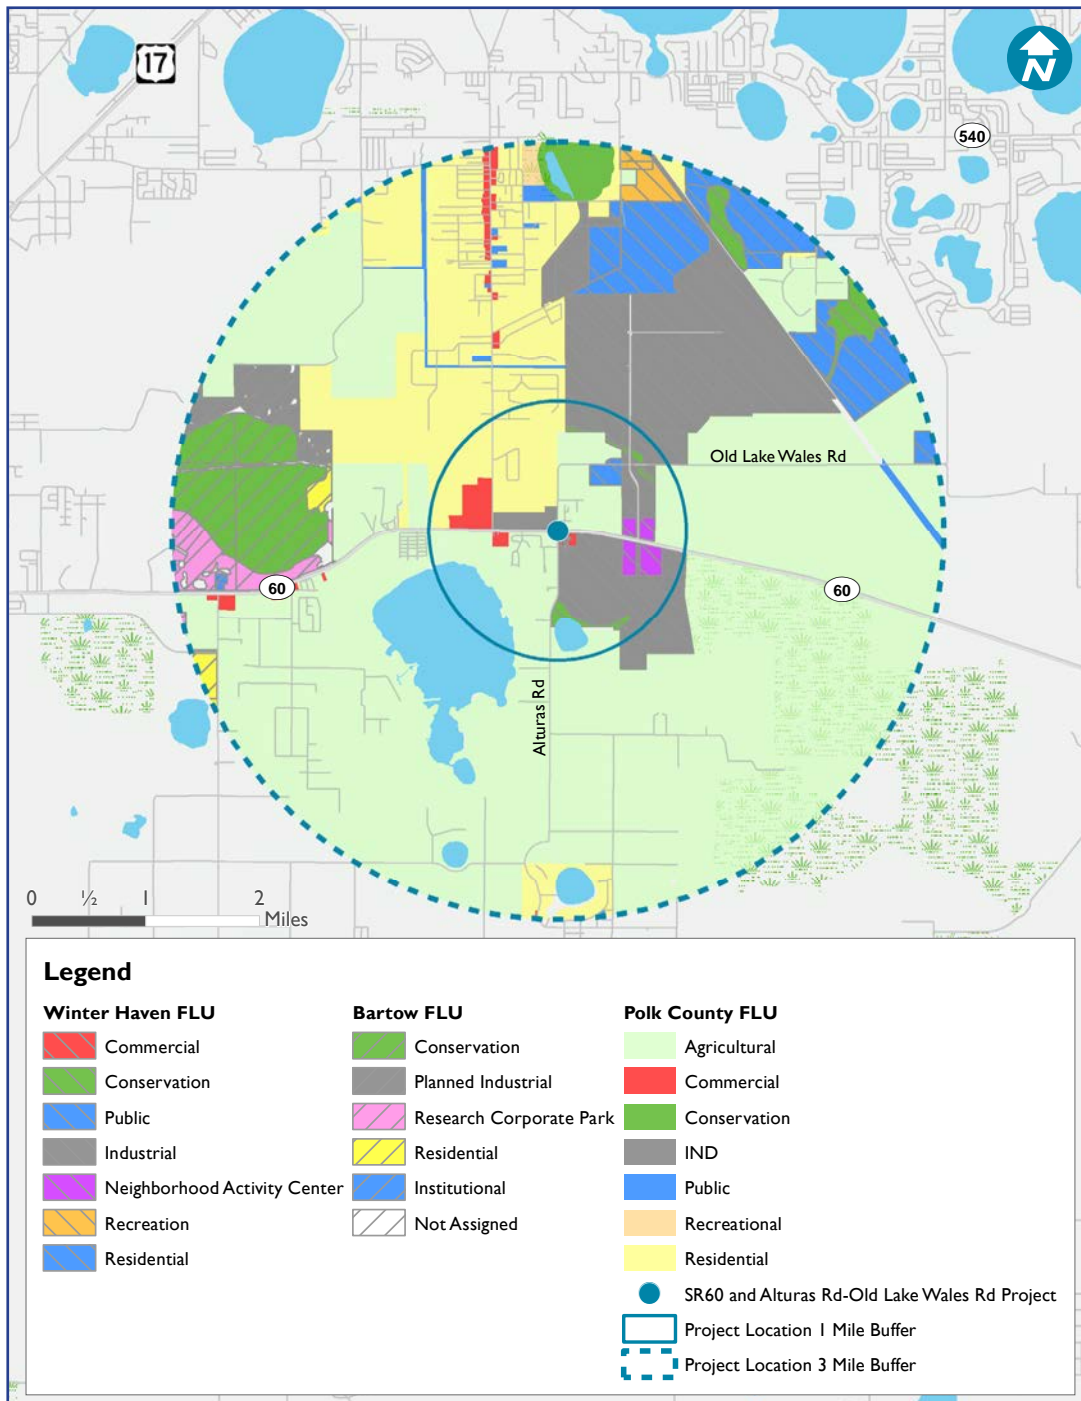 17
N
540
Old Lake Wales Rd
60
60
Alturas Rd
0 ½ 1 2
Miles
Legend
Winter Haven FLU
Commercial
Conservation
Public
Industrial
Neighborhood Activity Center
Recreation
Residential
Bartow FLU
Conservation
Planned Industrial
Research Corporate Park
Residential
Institutional
Not Assigned
Polk County FLU
Agricultural
Commercial
Conservation
IND
Public
Recreational
Residential
SR60 and Alturas Rd-Old Lake Wales Rd Project
Project Location 1 Mile Buffer
Project Location 3 Mile Buffer